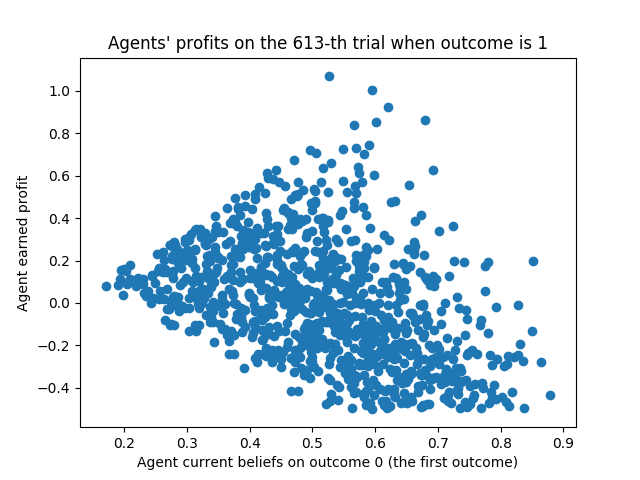 Agents' profits on the 613-th trial when outcome is 1
1.0
0.8
0.6
0.4
0.2
0.0
−0.2
−0.4
Agent earned profit
0.2 0.3 0.4 0.5 0.6 0.7 0.8 0.9
Agent current beliefs on outcome 0 (the first outcome)